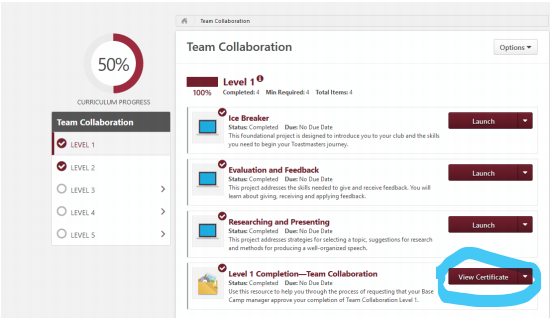 Team Collaboration
50%
CURRICULUM PROGRESS
Team Collaboration
LEVEL 1
LEVEL 2
LEVEL 3
LEVEL 4
LEVEL 5
Team Collaboration
Options
Level 1
100%
Completed: 4 Min Required: 4 Total Items: 4
Ice Breaker
Status: Completed Due: No Due Date
This foundational project is designed to introduce you to your club and the skills
you need to begin your Toastmasters journey.
Launch
Evaluation and Feedback
Status: Completed Due: No Due Date
This project addresses the skills needed to give and receive feedback. You will
learn about giving, receiving and applying feedback.
Launch
Researching and Presenting
Status: Completed Due: No Due Date
This project addresses strategies for selecting a topic, suggestions for research
and methods for producing a well-organized speech.
Launch
Level 1 Completion—Team Collaboration
Status: Completed Due: No Due Date
Use this resource to help you through the process of requesting that your Base
Camp manager approve your completion of Team Collaboration Level 1.
View Certificate